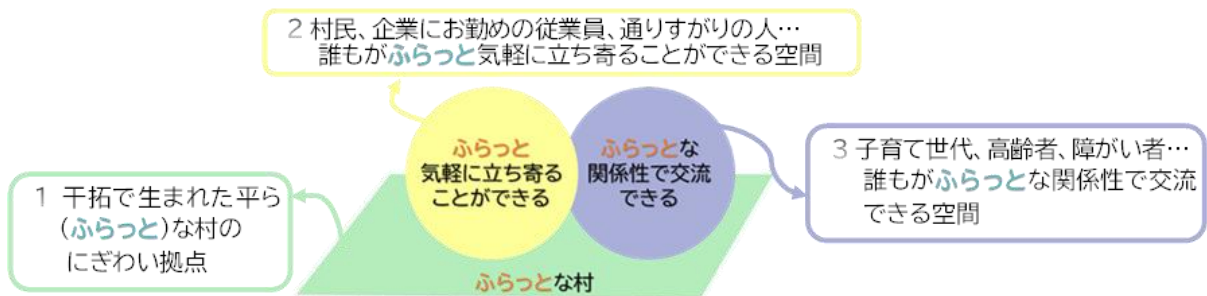 2 村民、企業にお勤めの従業員、通りすがりの人…
誰もがふらっと気軽に立ち寄ることができる空間
ふらっと
気軽に立ち寄る
ことができる
ふらっとな
関係性で交流
できる
3 子育て世代、高齢者、障がい者…
誰もがふらっとな関係性で交流
できる空間
1 干拓で生まれた平ら
(ふらっと)な村の
にぎわい拠点
ふらっとな村